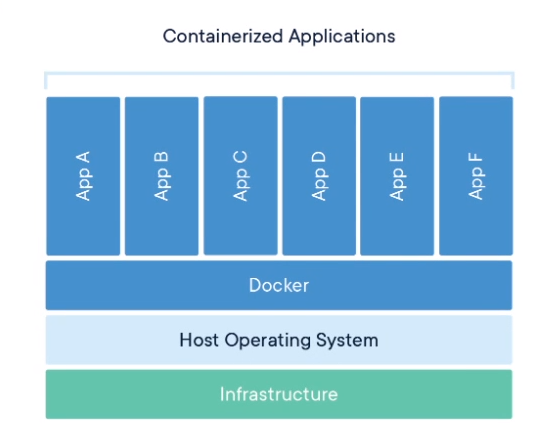 Containerized Applications
App A
App B
App C
App D
App E
App F
Docker
Host Operating System
Infrastructure